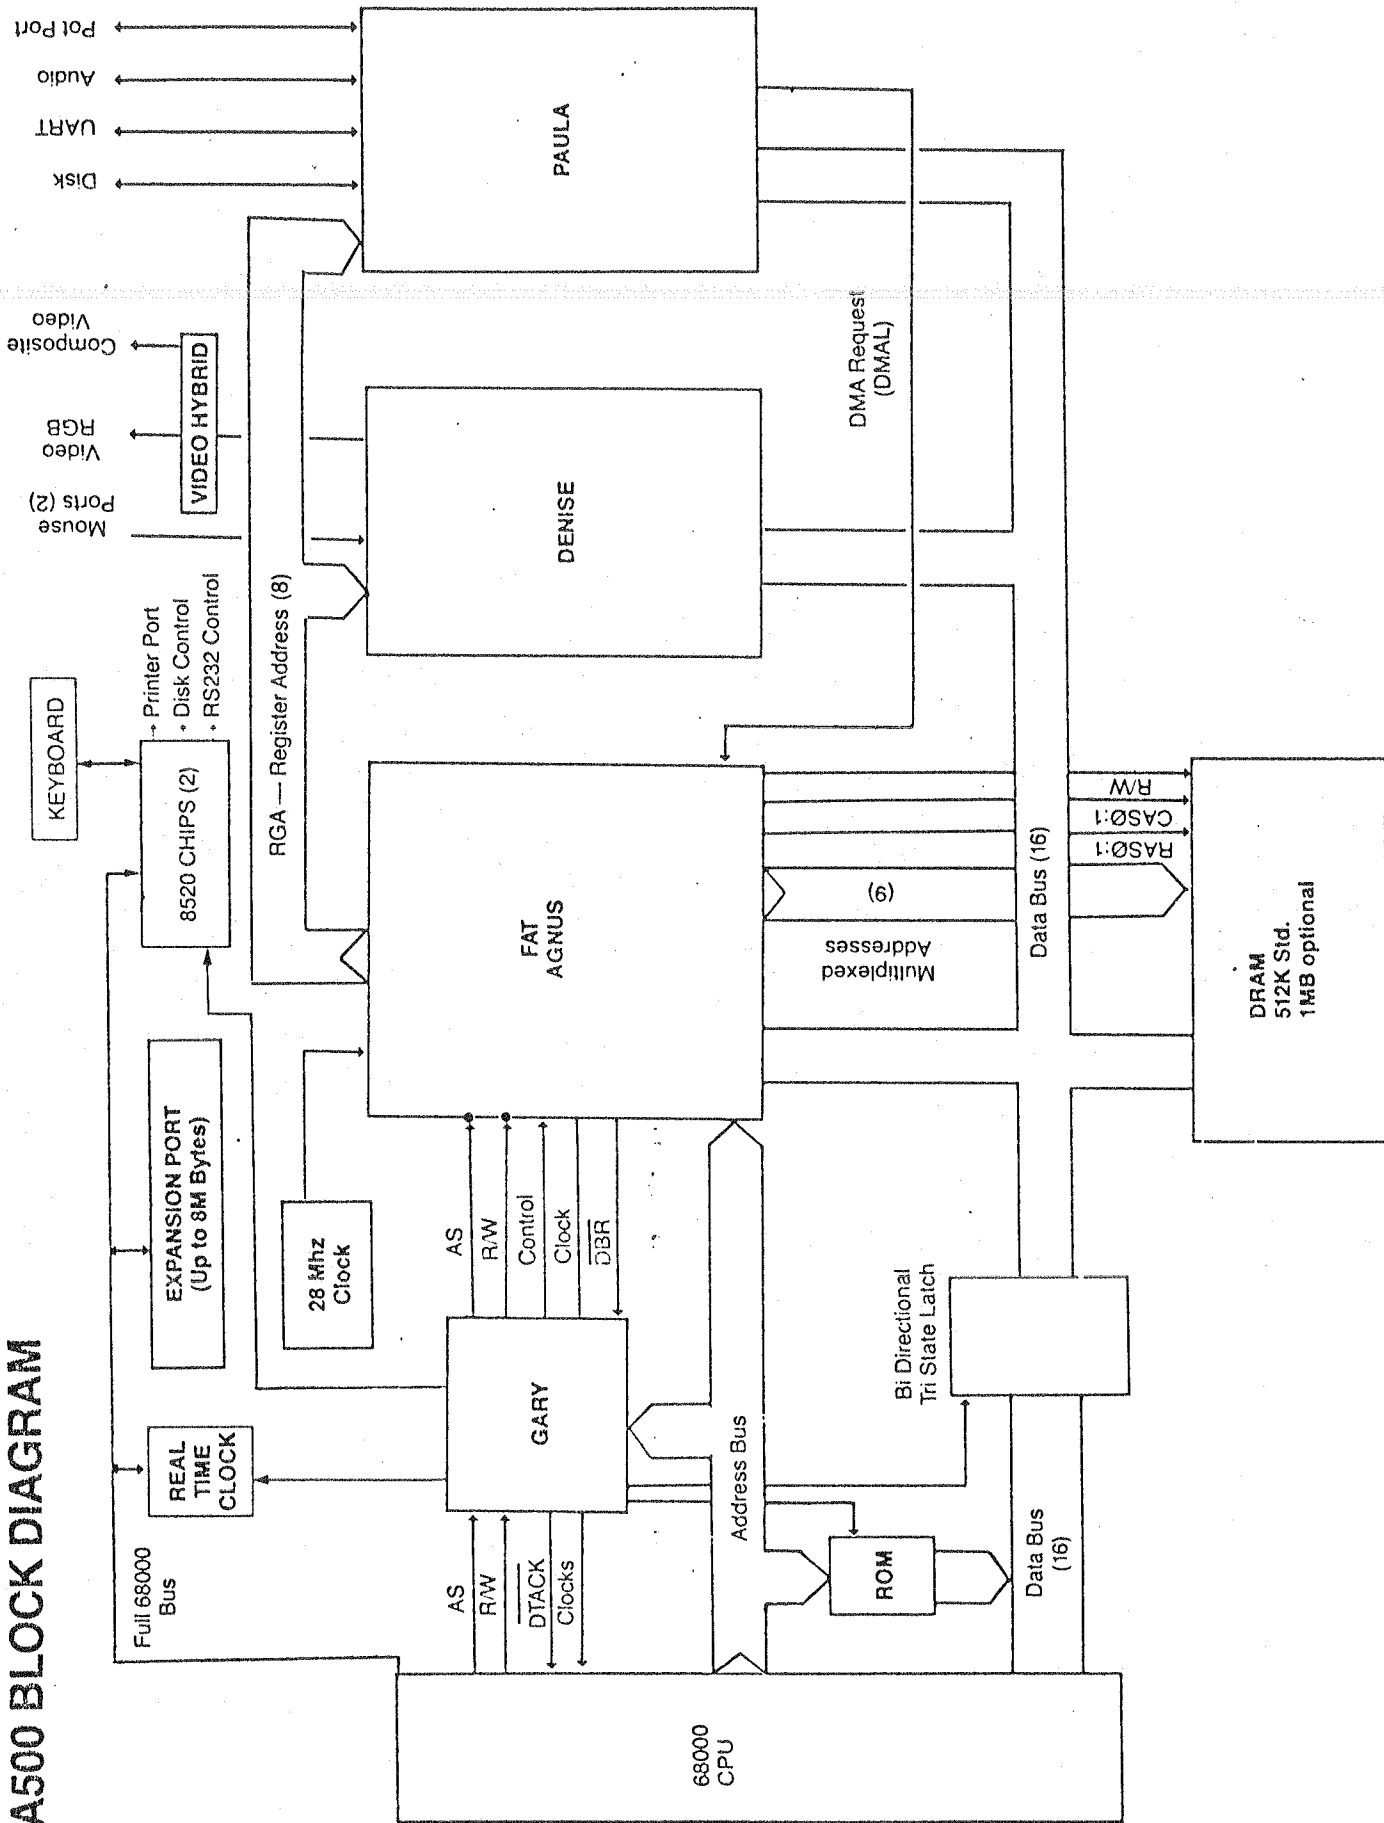 A500 BLOCK DIAGRAM
Full 68000
Bus
REAL
TIME
CLOCK
EXPANSION PORT
(Up to 8M Bytes)
KEYBOARD
8520 CHIPS (2)
Printer Port
Disk Control
RS232 Control
Mouse
Ports (2)
Video
RGB
Composite
Video
VIDEO HYBRID
Disk
UART
Audio
Pot Port
28 Mhz
Clock
RGA — Register Address (8)
68000
CPU
AS
R/W
DTACK
Clocks
GARY
AS
R/W
Control
Clock
DBR
FAT
AGNUS
DENISE
PAULA
DMA Request
(DMAL)
Address Bus
ROM
Data Bus
(16)
Bi Directional
Tri State Latch
Multiplexed
Addresses
(9)
Data Bus (16)
RASØ:1
CASØ:1
R/W
DRAM
512K Std.
1MB optional